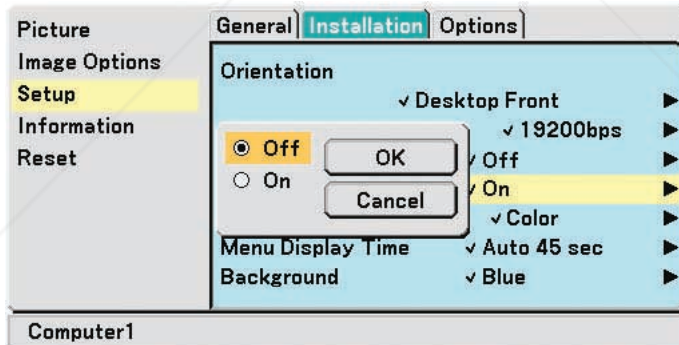 Picture
Image Options
Setup
Information
Reset
General Installation Options
Orientation
✓ Desktop Front
✓ 19200bps
✓ Off
✓ On
✓ Color
Menu Display Time ✓ Auto 45 sec
Background ✓ Blue
Off
On
OK
Cancel
Computer1